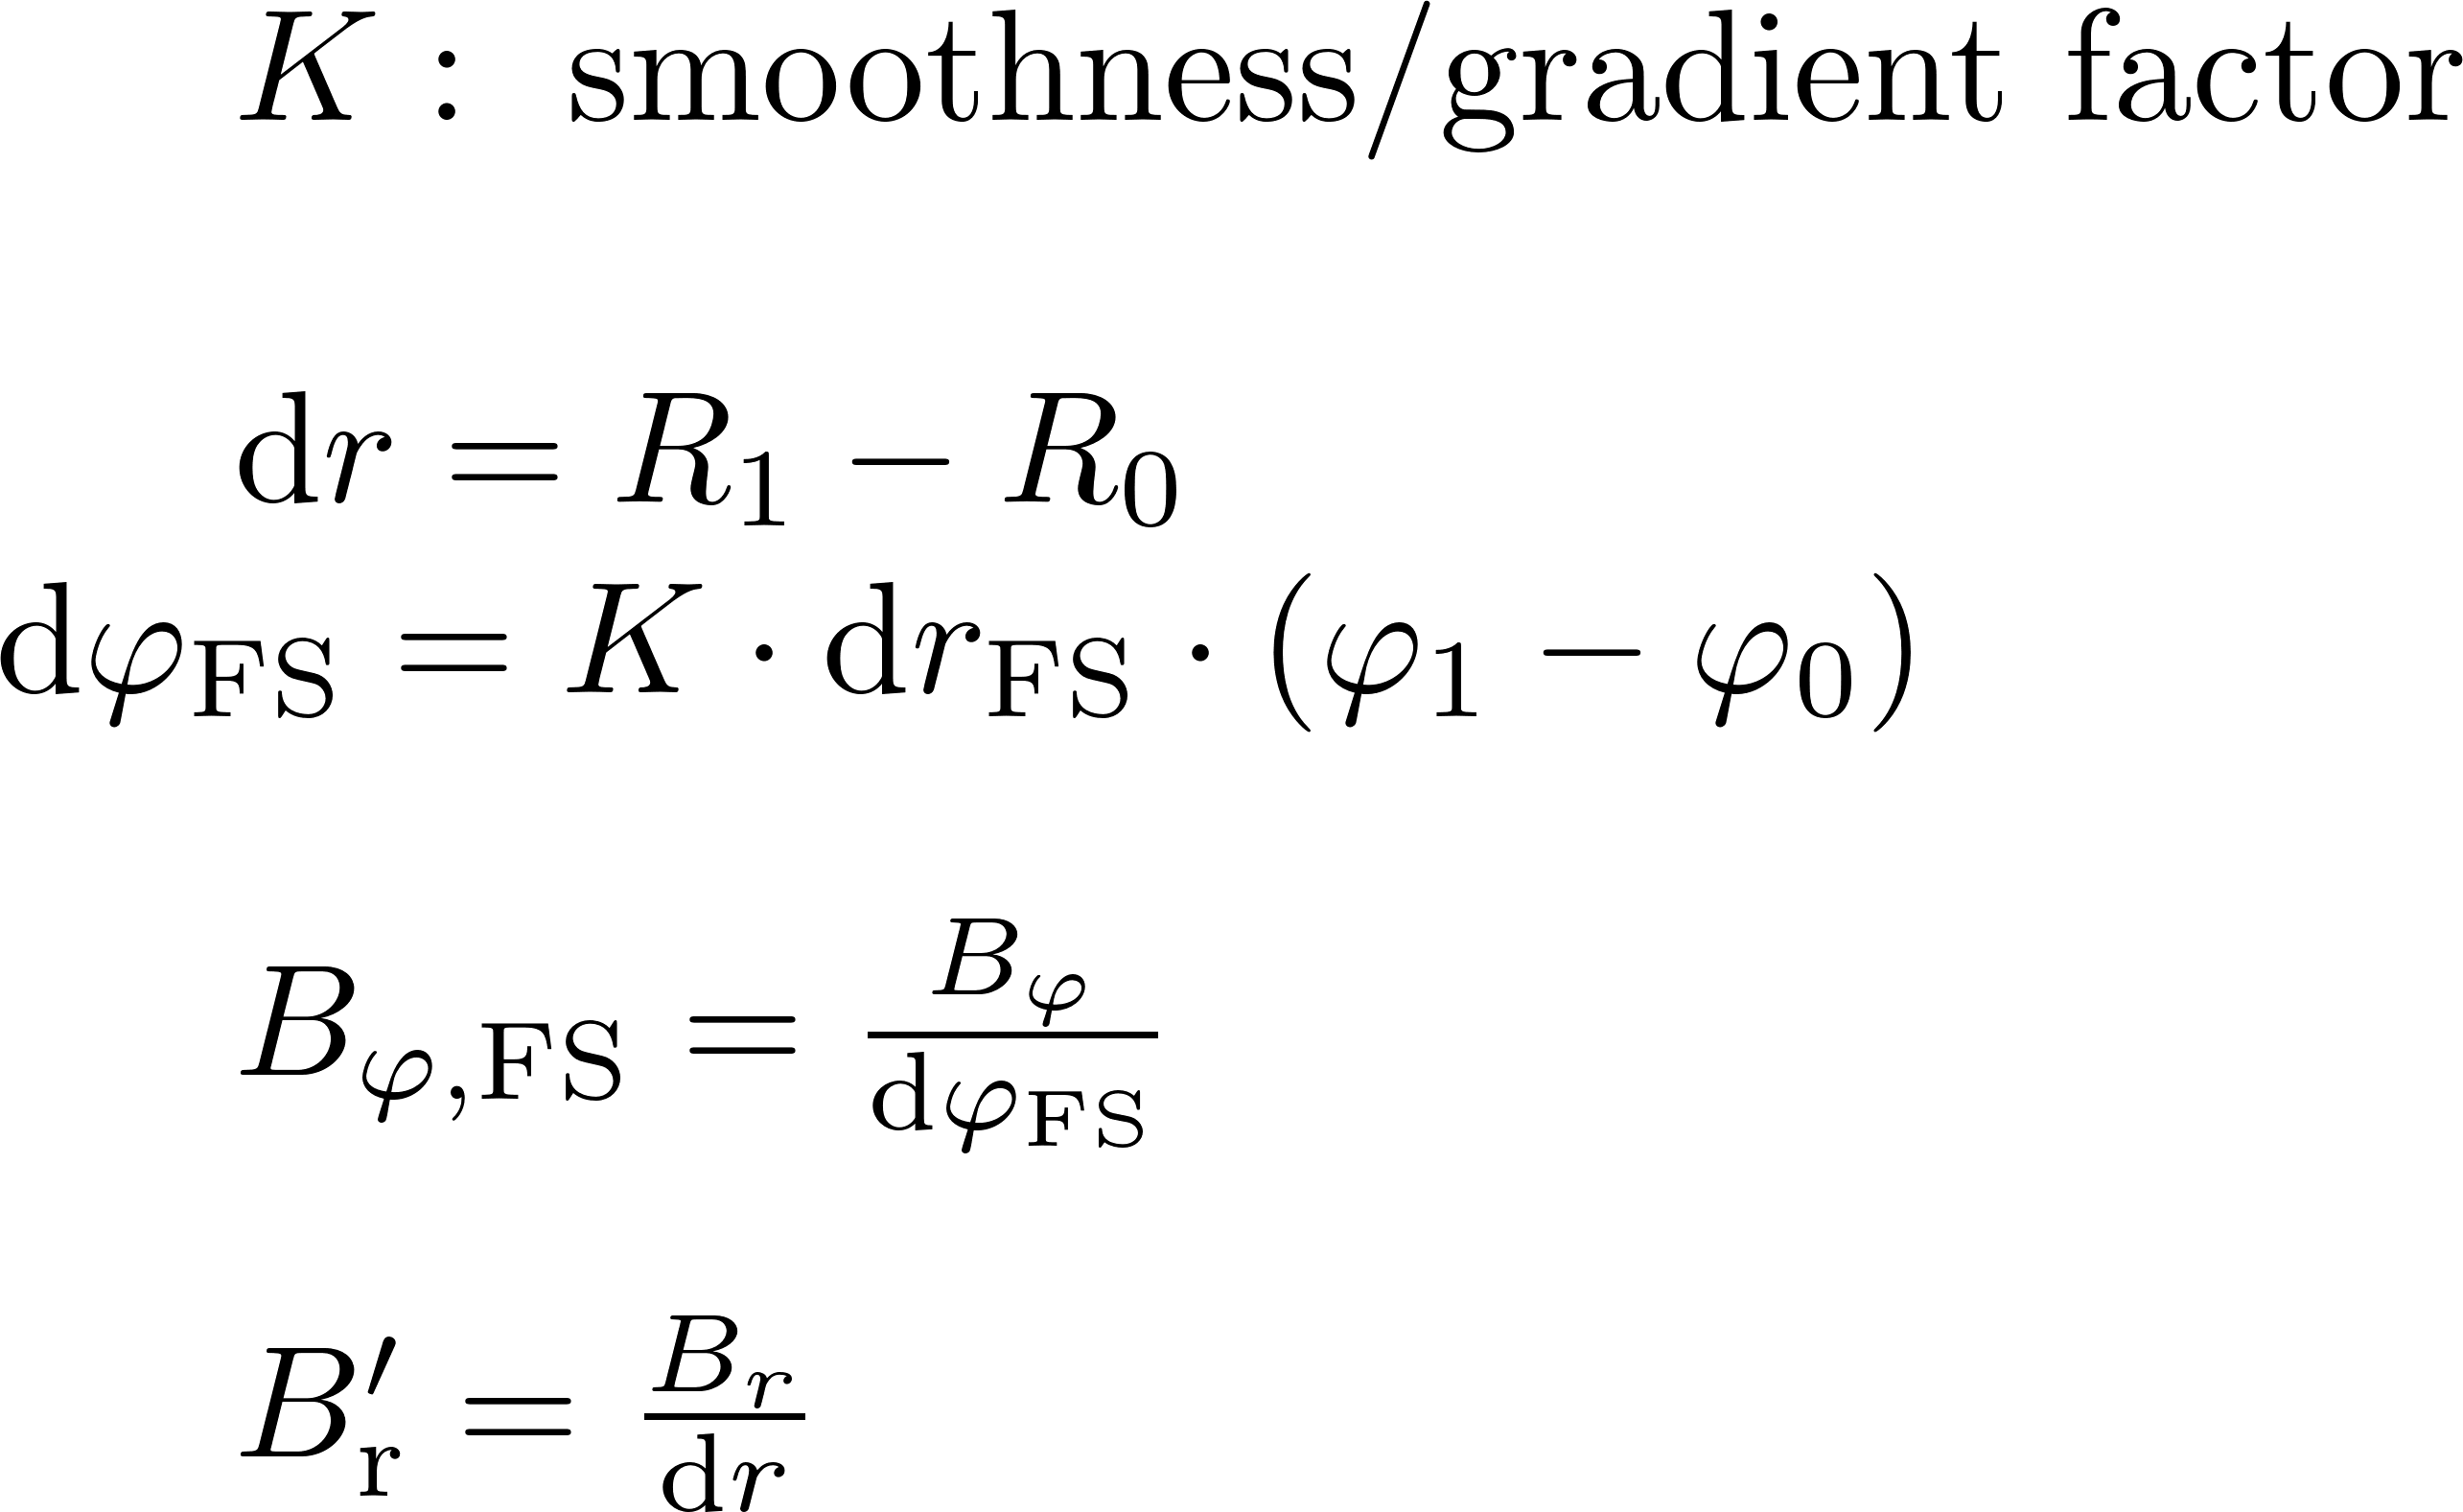 K : smoothness/gradient factor
dr = R₁ − R₀
dφ_FS = K · dr_FS · (φ₁ − φ₀)
B_φ,FS = B_φ / dφ_FS
B′_r = B_r / dr